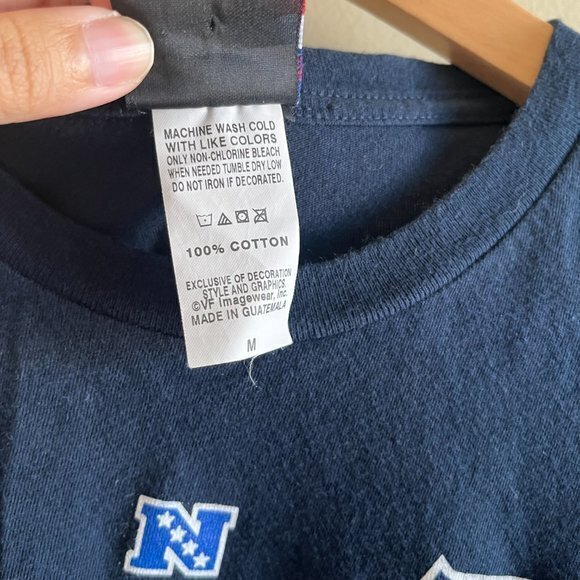 MACHINE WASH COLD
WITH LIKE COLORS
ONLY NON-CHLORINE BLEACH
WHEN NEEDED TUMBLE DRY LOW
DO NOT IRON IF DECORATED.
100% COTTON
EXCLUSIVE OF DECORATION
STYLE AND GRAPHICS.
©VF Imagewear, Inc.
MADE IN GUATEMALA
M
N